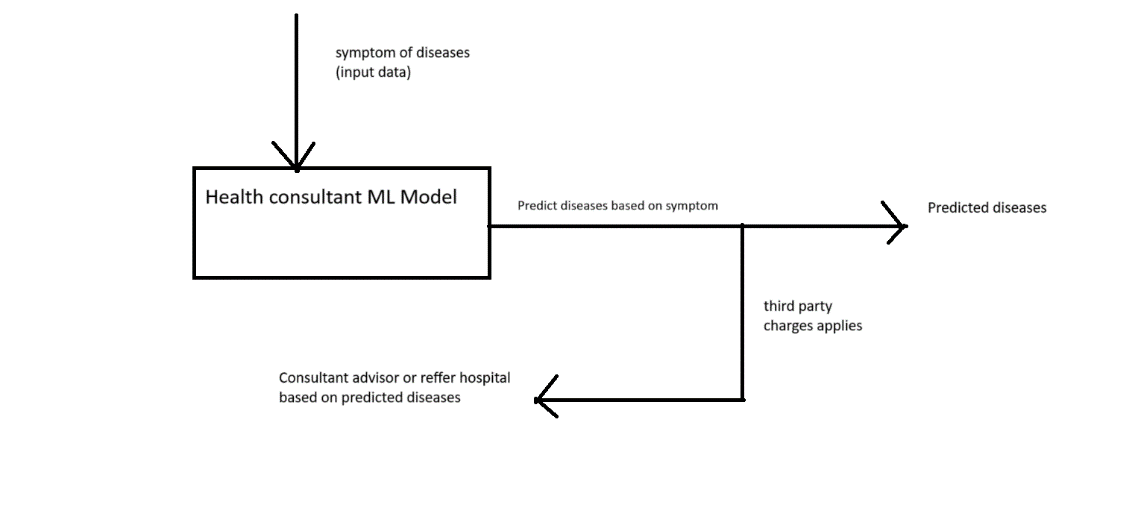 symptom of diseases
(input data)
Health consultant ML Model
Predict diseases based on symptom
Predicted diseases
third party
charges applies
Consultant advisor or reffer hospital
based on predicted diseases